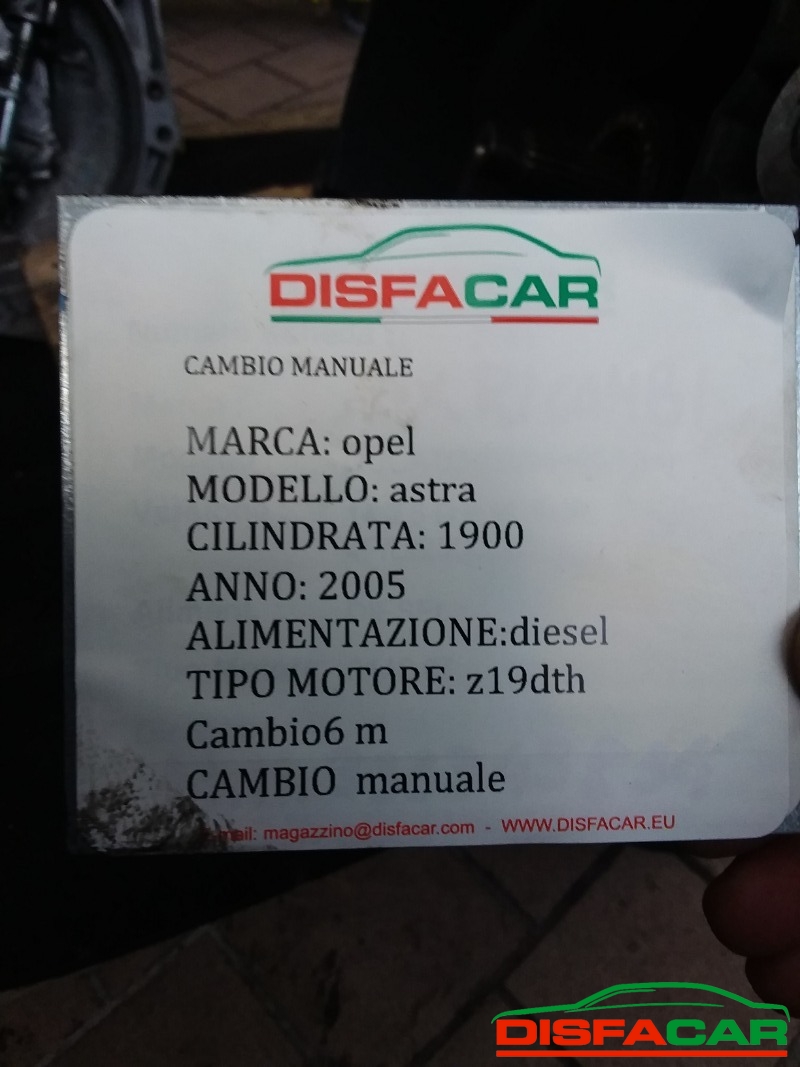 DISFACAR
CAMBIO MANUALE
MARCA: opel
MODELLO: astra
CILINDRATA: 1900
ANNO: 2005
ALIMENTAZIONE:diesel
TIPO MOTORE: z19dth
Cambio6 m
CAMBIO manuale
mail: magazzino@disfacar.com - WWW.DISFACAR.EU
DISFACAR